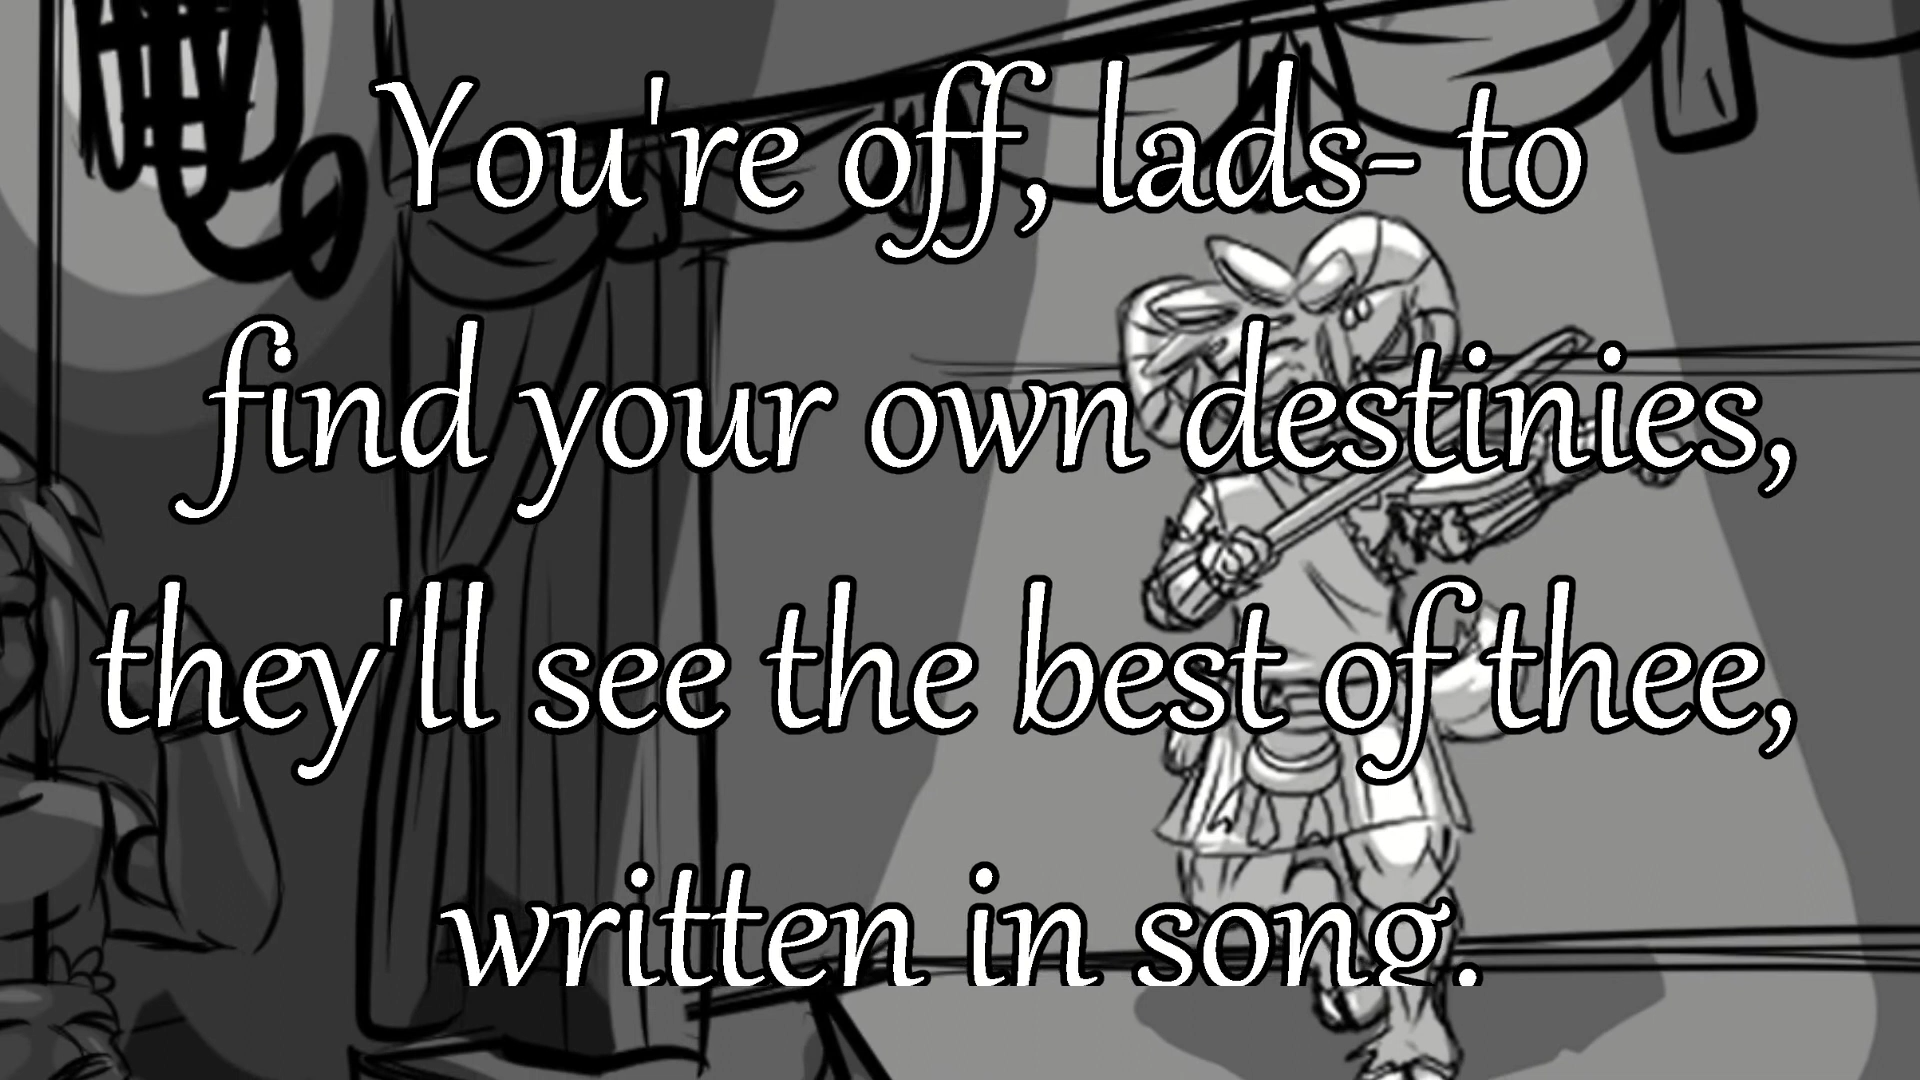 You're off, lads- to
find your own destinies,
they'll see the best of thee,
written in song.